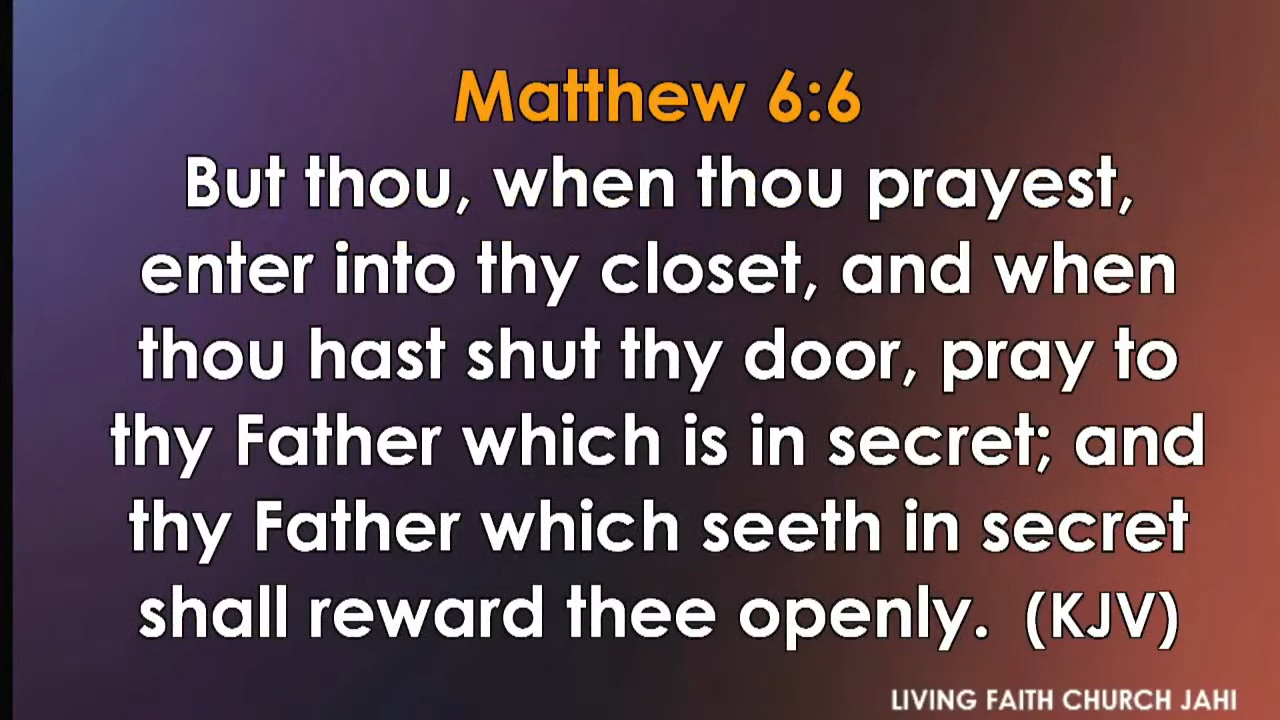 Matthew 6:6
But thou, when thou prayest,
enter into thy closet, and when
thou hast shut thy door, pray to
thy Father which is in secret; and
thy Father which seeth in secret
shall reward thee openly. (KJV)
LIVING FAITH CHURCH JAHI